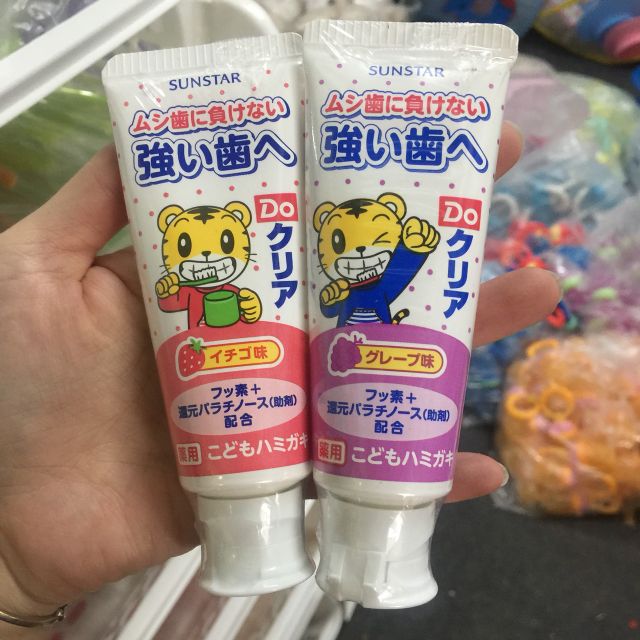 SUNSTAR
ムシ歯に負けない
強い歯へ
Do
クリア
イチゴ味
フッ素+
還元パラチノース(助剤)
配合
薬用 こどもハミガキ
SUNSTAR
ムシ歯に負けない
強い歯へ
Do
クリア
グレープ味
フッ素+
還元パラチノース(助剤)
配合
薬用 こどもハミガキ